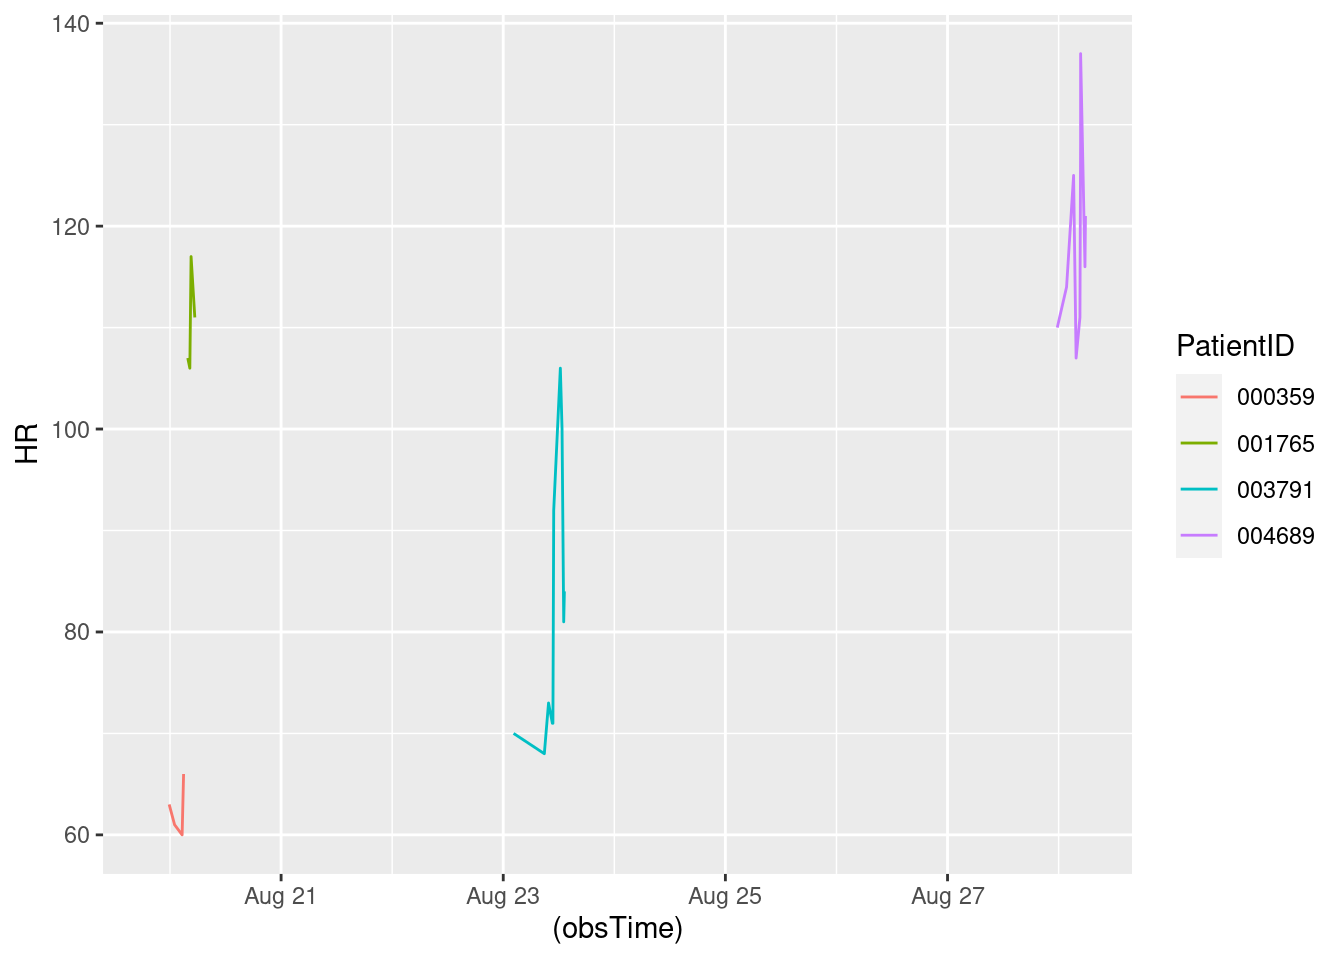 140
120
100
80
60
HR
Aug 21
Aug 23
Aug 25
Aug 27
(obsTime)
PatientID
000359
001765
003791
004689